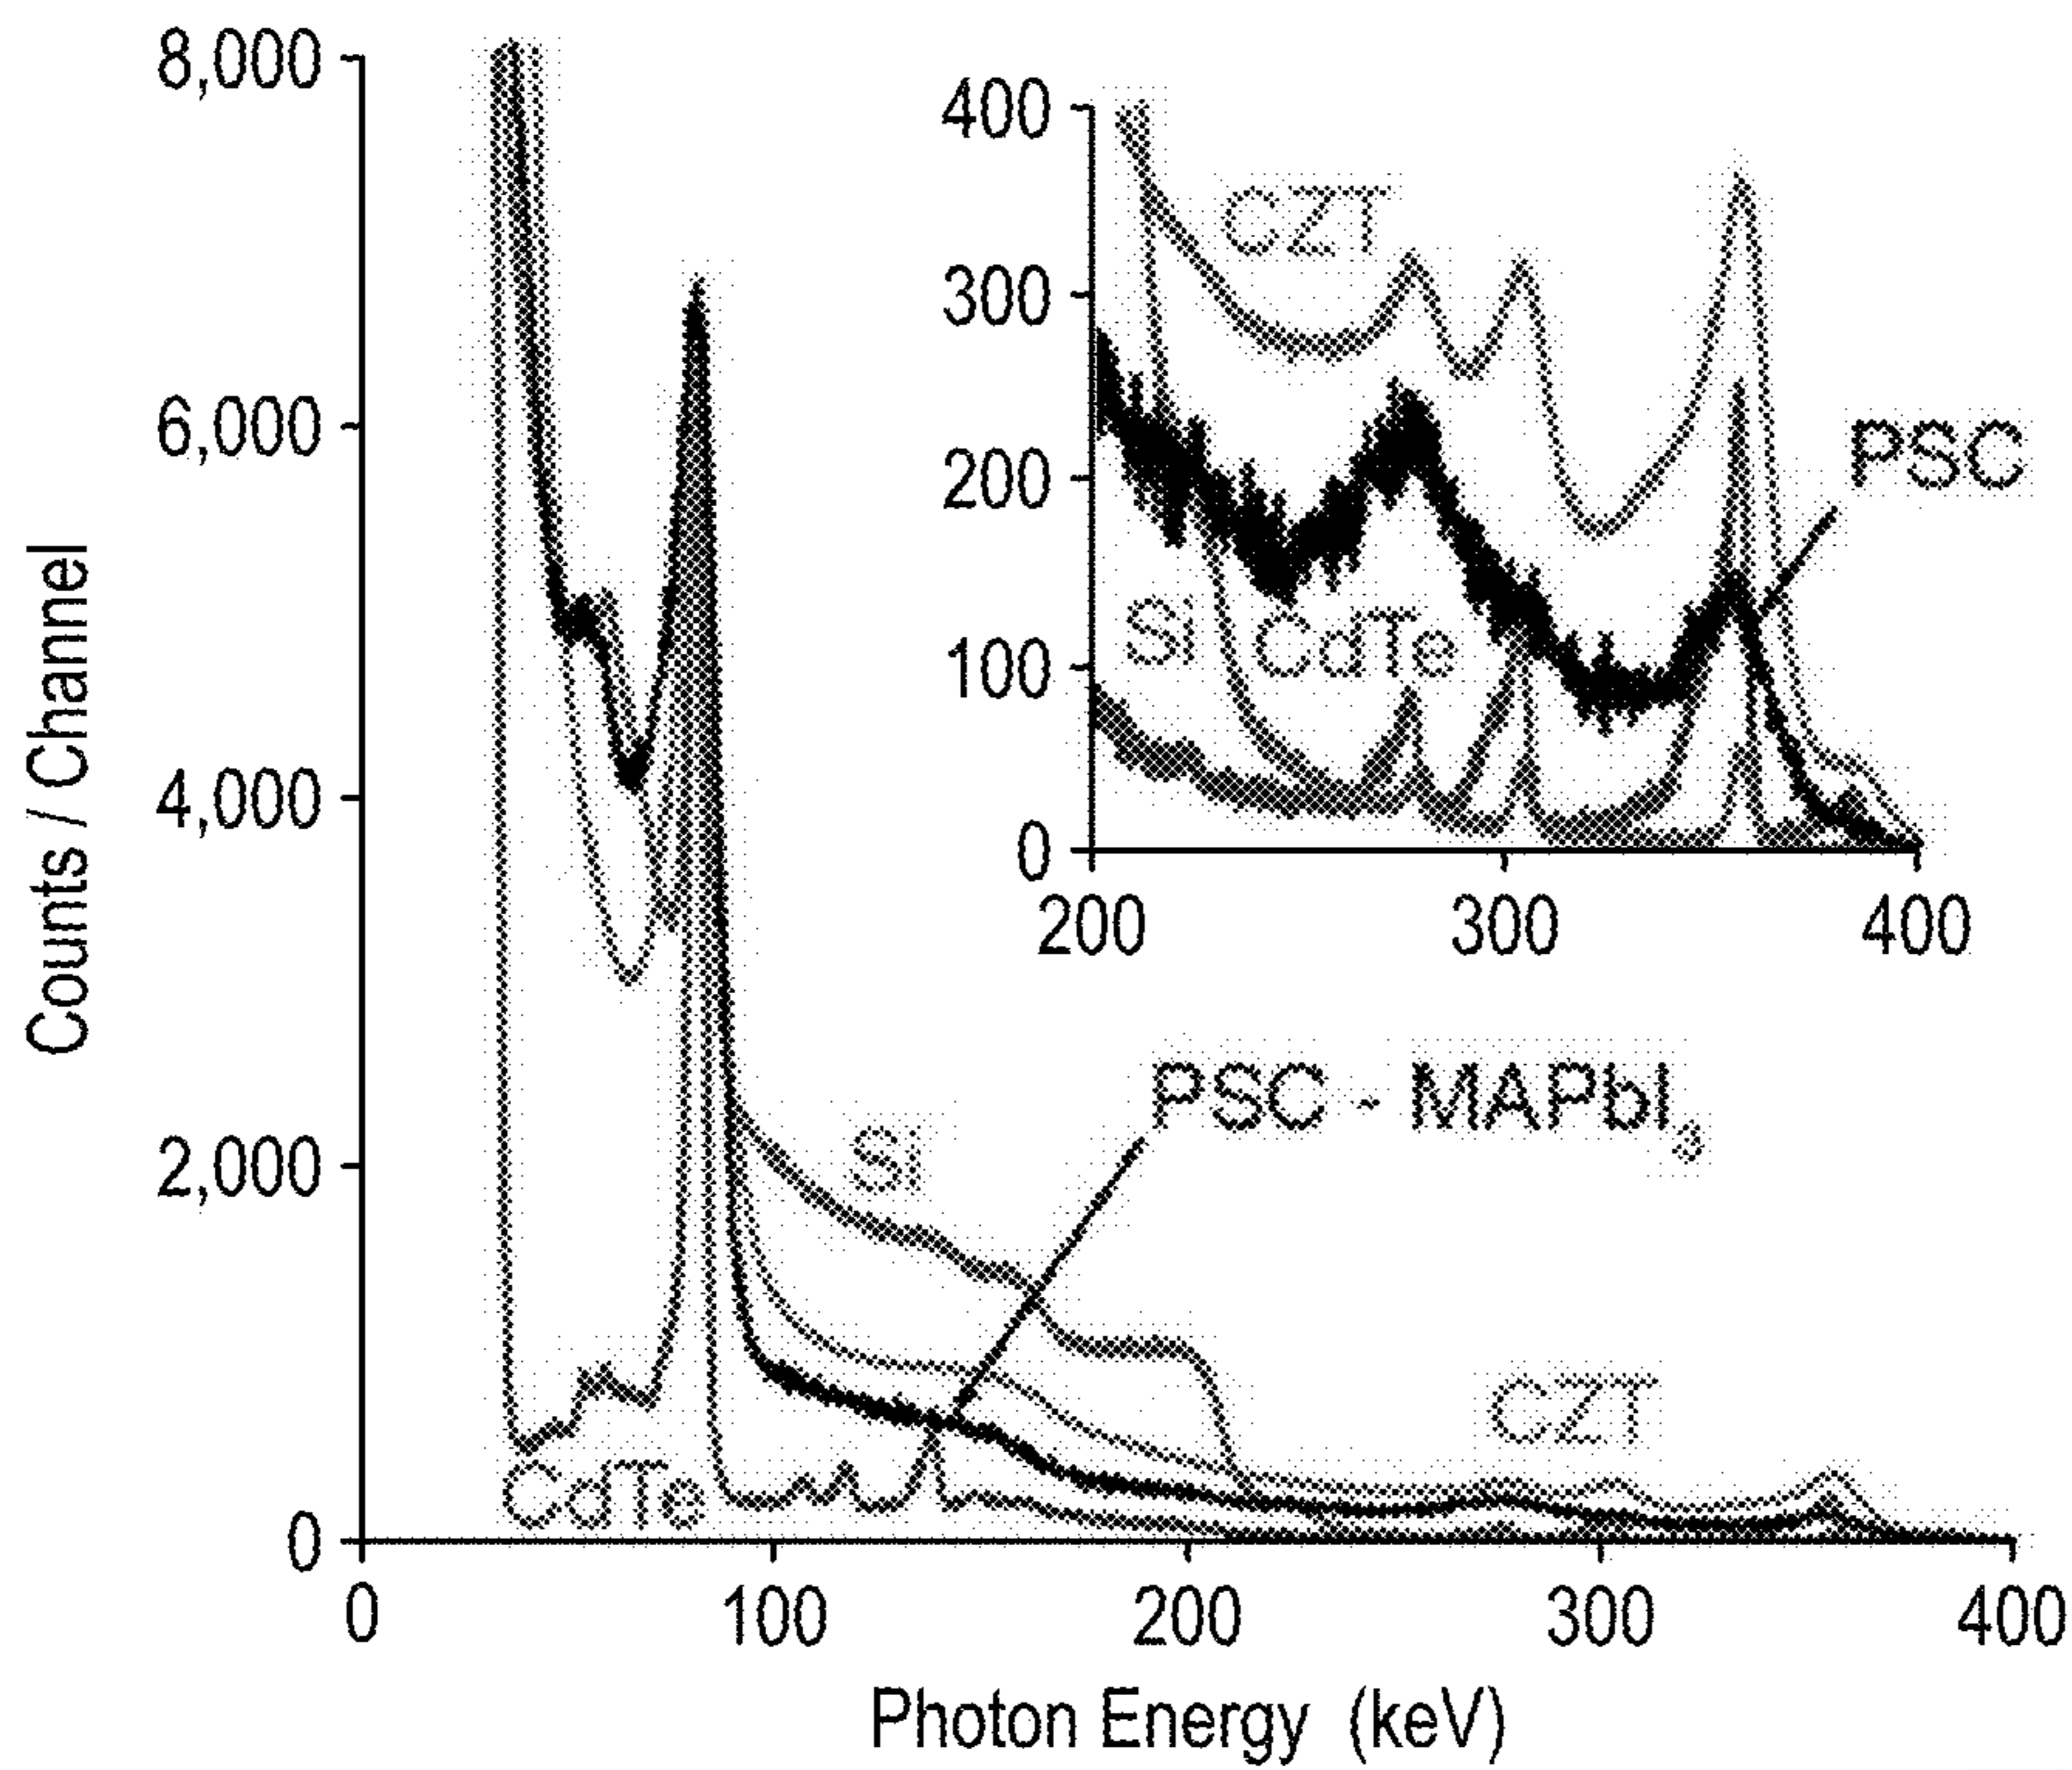 8,000
6,000
4,000
2,000
0
Counts / Channel
0
100
200
300
400
Photon Energy (keV)
Si
PSC - MAPbI₃
CZT
CdTe
400
300
200
100
0
200
300
400
CZT
PSC
Si
CdTe